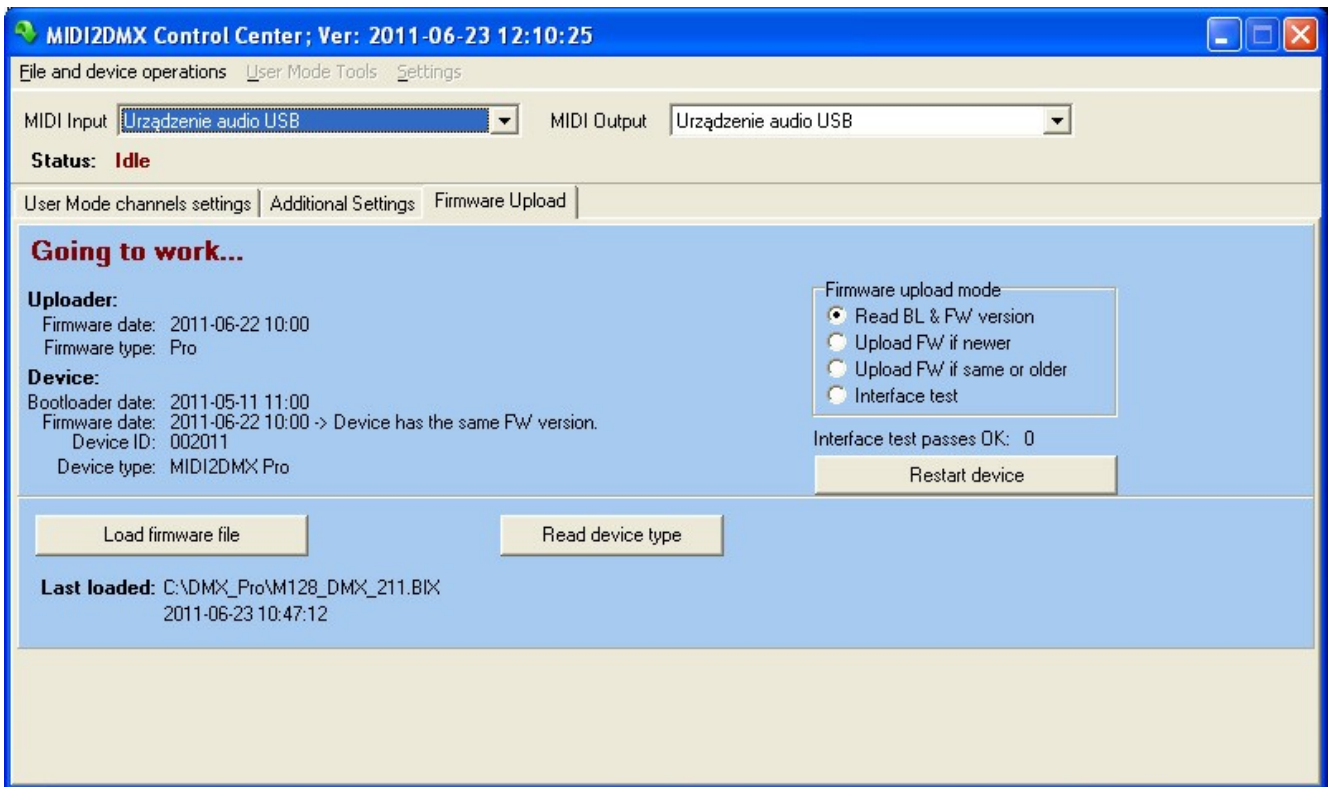 MIDI2DMX Control Center; Ver: 2011-06-23 12:10:25
File and device operations User Mode Tools Settings
MIDI Input Urządzenie audio USB MIDI Output Urządzenie audio USB
Status: Idle
User Mode channels settings Additional Settings Firmware Upload
Going to work...
Uploader:
Firmware date: 2011-06-22 10:00
Firmware type: Pro
Device:
Bootloader date: 2011-05-11 11:00
Firmware date: 2011-06-22 10:00 -> Device has the same FW version.
Device ID: 002011
Device type: MIDI2DMX Pro
Firmware upload mode
Read BL & FW version
Upload FW if newer
Upload FW if same or older
Interface test
Interface test passes OK: 0
Restart device
Load firmware file Read device type
Last loaded: C:\DMX_Pro\M128_DMX_211.BIX
2011-06-23 10:47:12